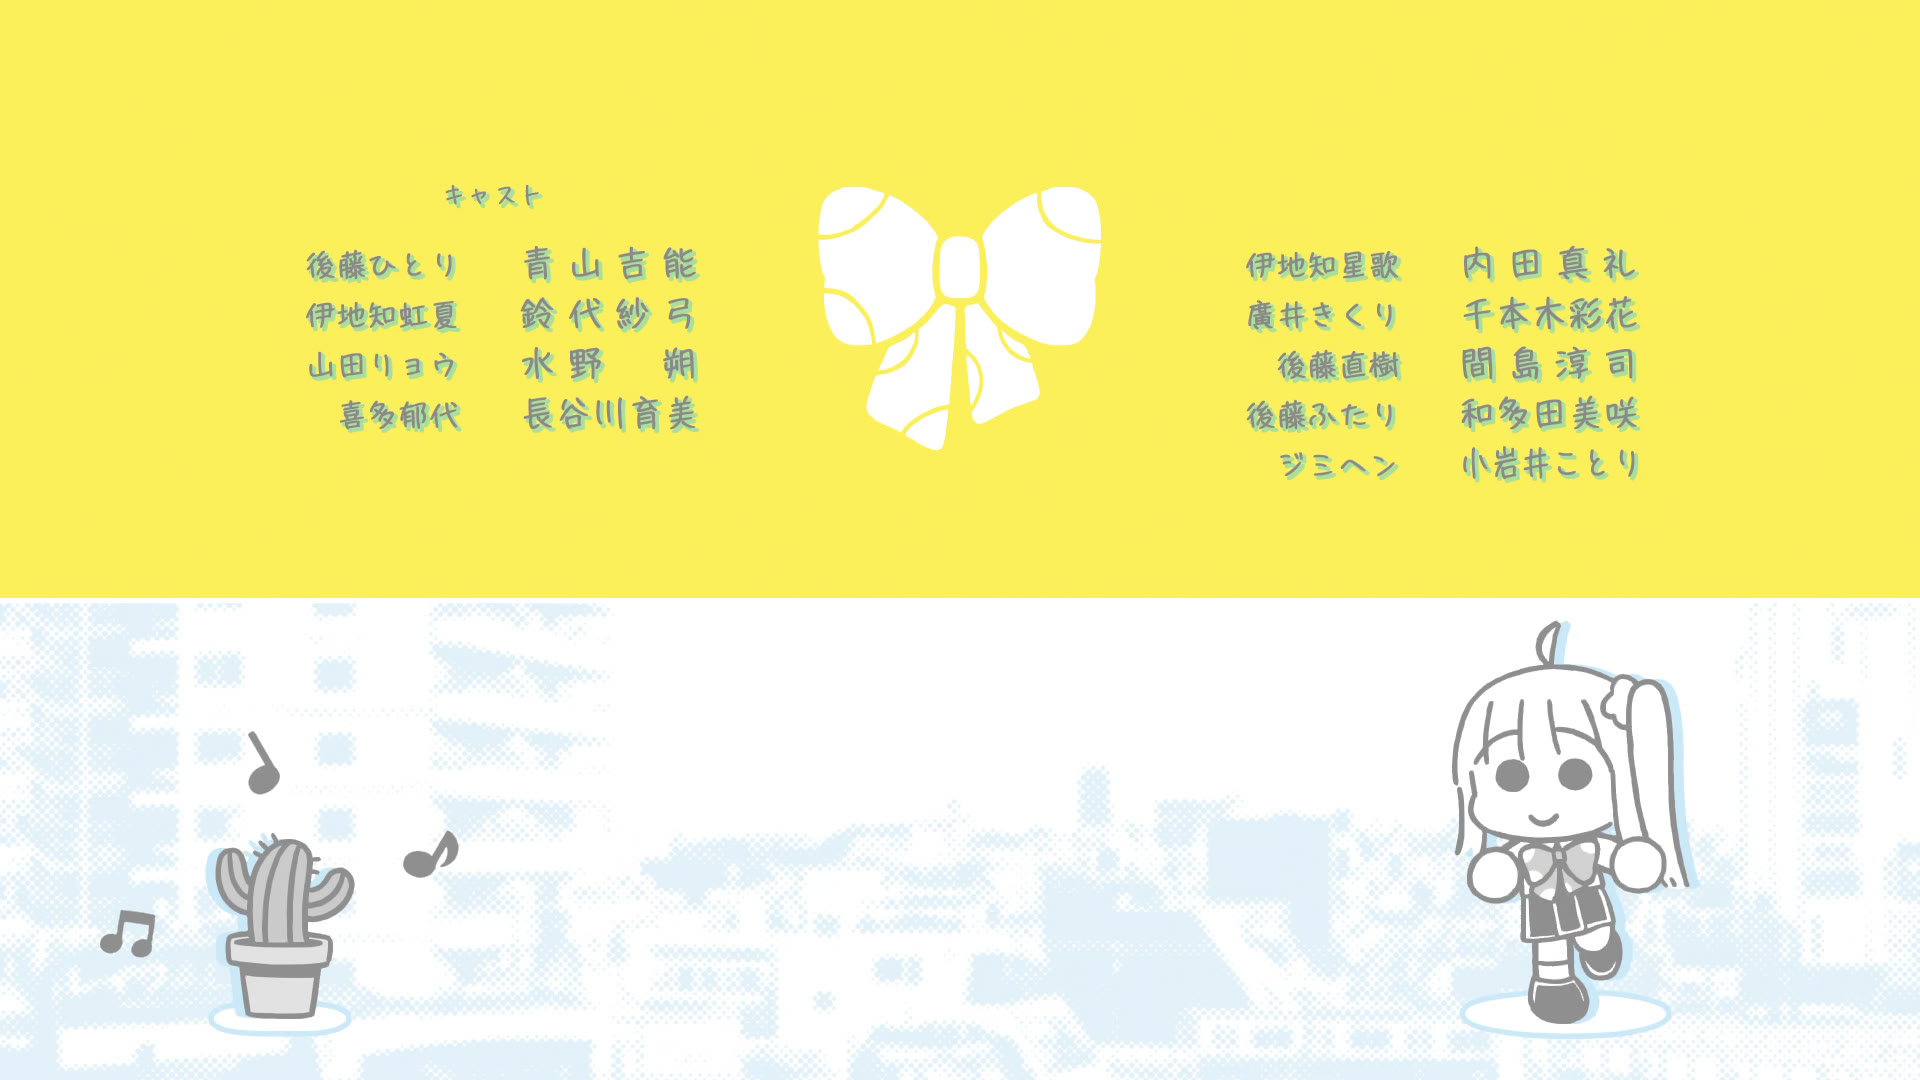 キャスト
後藤ひとり 青山吉能
伊地知虹夏 鈴代紗弓
山田リョウ 水野 朔
喜多郁代 長谷川育美
伊地知星歌 内田真礼
廣井きくり 千本木彩花
後藤直樹 間島淳司
後藤ふたり 和多田美咲
ジミヘン 小岩井ことり